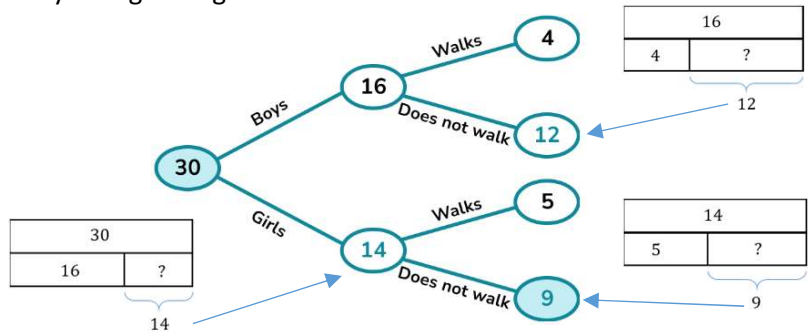 16
4 ?
12
Walks 4
Boys 16
Does not walk 12
30
Girls 14
Walks 5
Does not walk 9
30
16 ?
14
14
5 ?
9